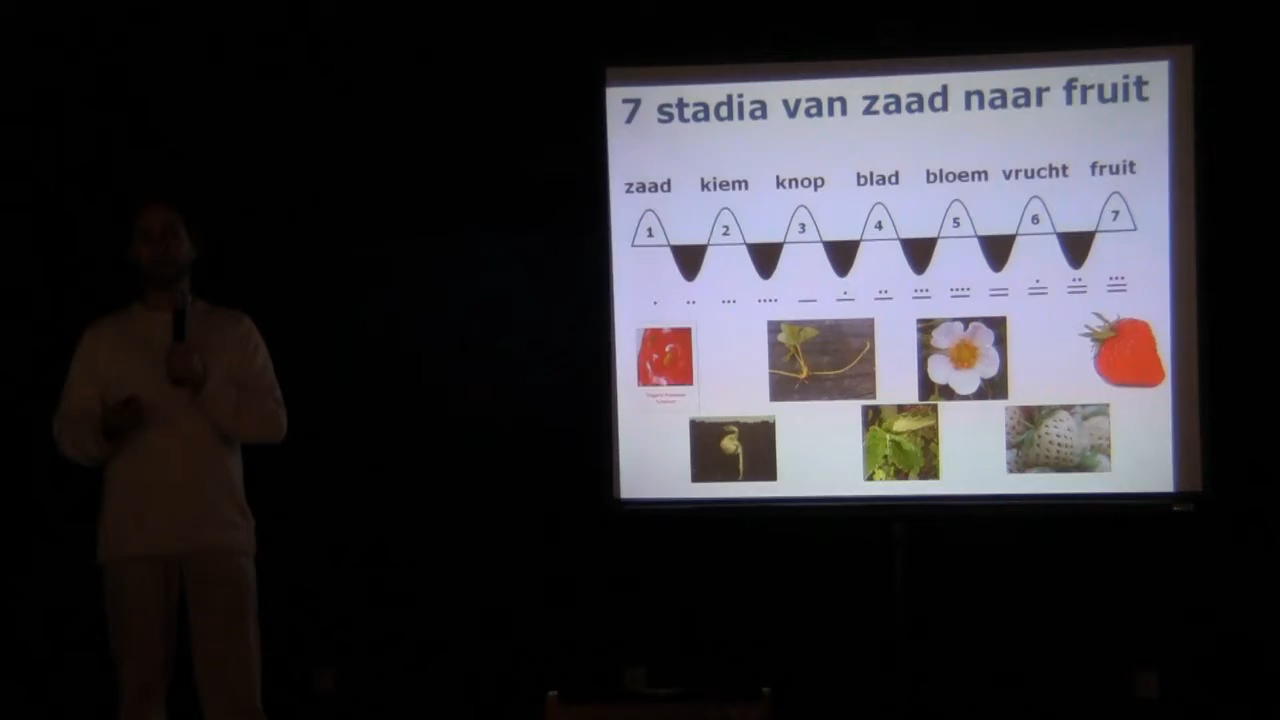 7 stadia van zaad naar fruit
zaad kiem knop blad bloem vrucht fruit
1 2 3 4 5 6 7